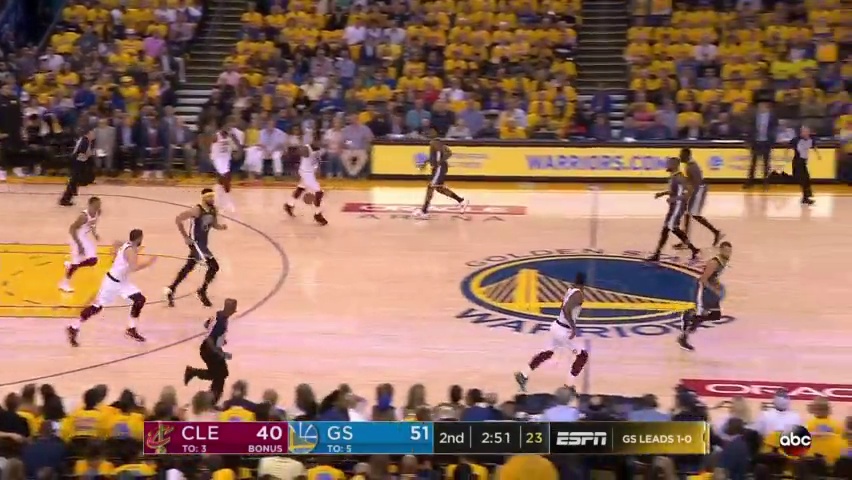 WARRIORS.COM
ARENA
GOLDEN STATE
WARRIORS
ORACLE
CLE 40 GS 51 2nd 2:51 23 ESPN GS LEADS 1-0
TO: 3 BONUS TO: 5
abc